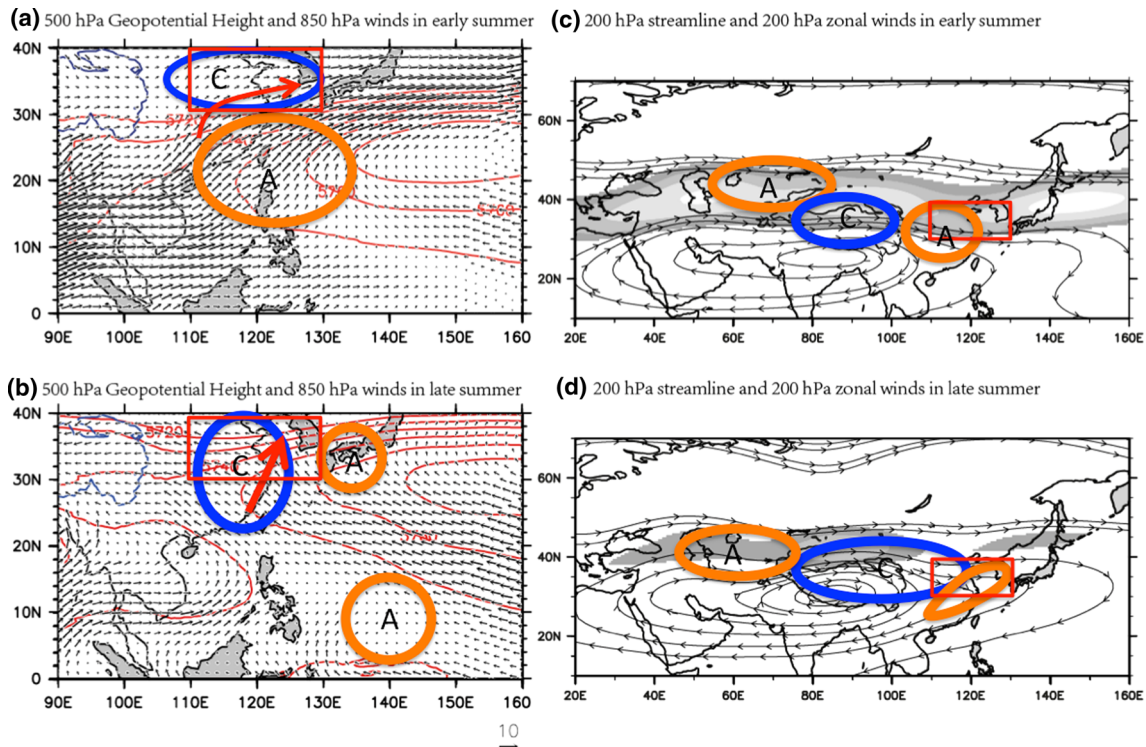 (a) 500 hPa Geopotential Height and 850 hPa winds in early summer
40N
30N
20N
10N
0
C
A
5760
90E 100E 110E 120E 130E 140E 150E 160E
(c) 200 hPa streamline and 200 hPa zonal winds in early summer
60N
40N
20N
A
C
A
20E 40E 60E 80E 100E 120E 140E 160E
(b) 500 hPa Geopotential Height and 850 hPa winds in late summer
40N
30N
20N
10N
0
5720
C
A
A
90E 100E 110E 120E 130E 140E 150E 160E
10
(d) 200 hPa streamline and 200 hPa zonal winds in late summer
60N
40N
20N
A
C
20E 40E 60E 80E 100E 120E 140E 160E